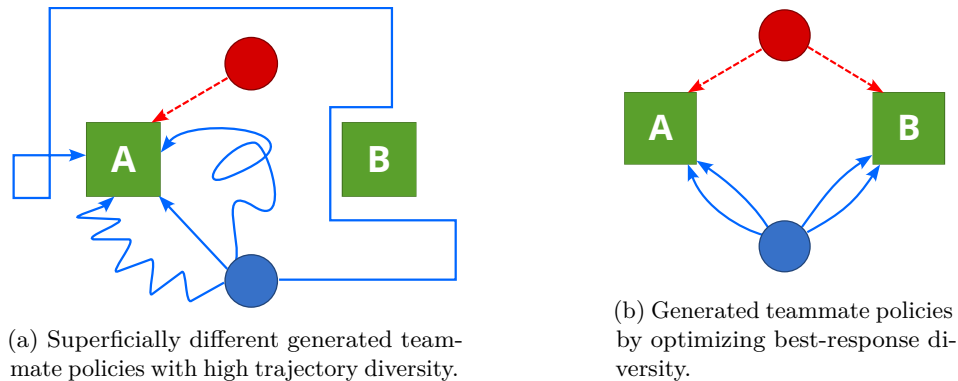 A
B
(a) Superficially different generated team-
mate policies with high trajectory diversity.
A
B
(b) Generated teammate policies
by optimizing best-response di-
versity.